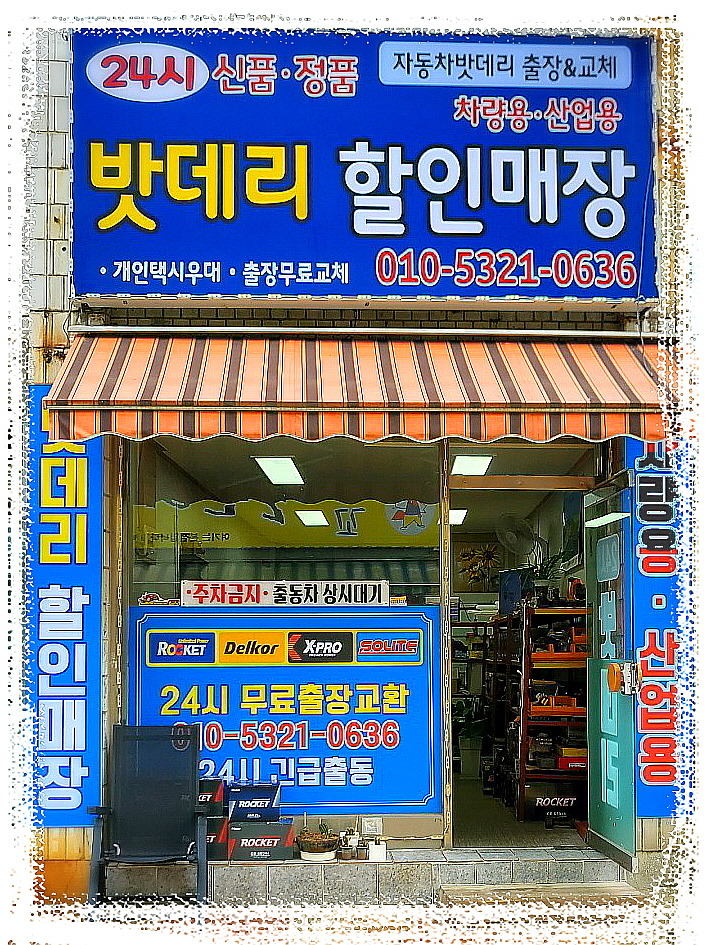 24시 신품·정품
자동차밧데리 출장&교체
차량용·산업용
밧데리 할인매장
·개인택시우대 ·출장무료교체
010-5321-0636
밧데리 할인매장
차량용·산업용
·주차금지· 출동차 상시대기
Unlimited Power
ROCKET
Delkor
X-PRO
SOLITE
24시 무료출장교환
010-5321-0636
24시 긴급출동
ROCKET
ROCKET
ROCKET